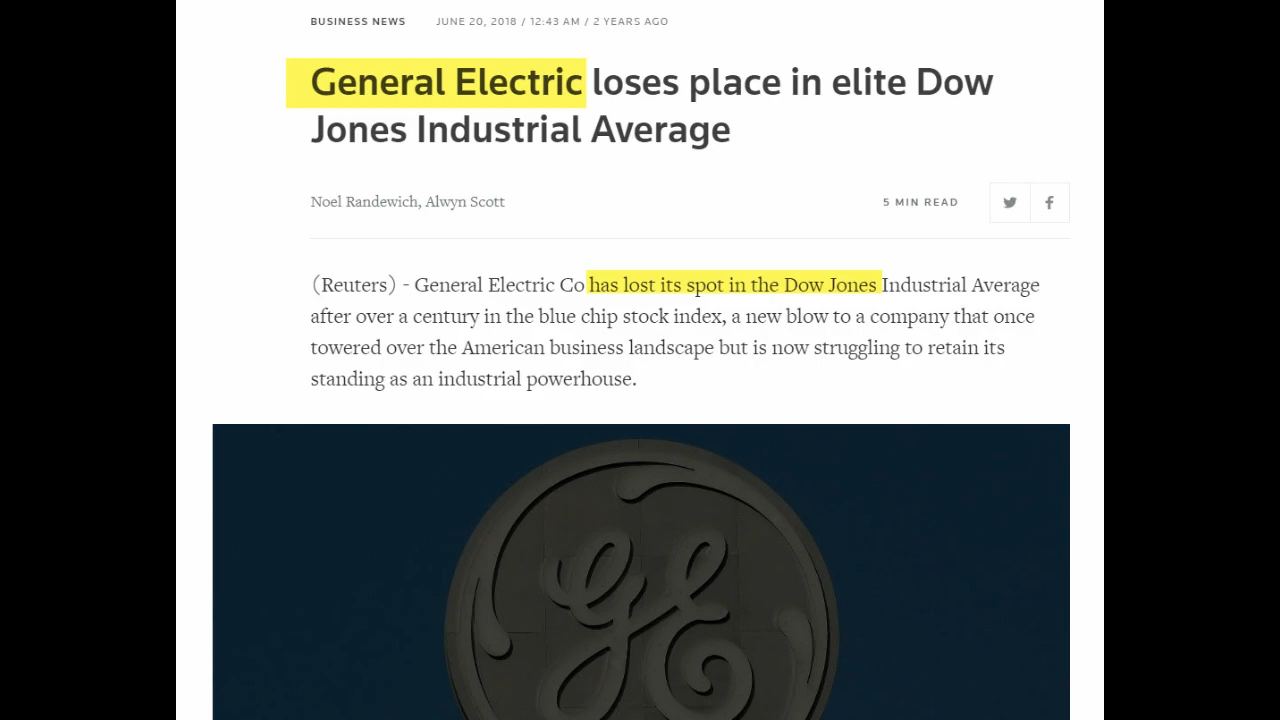 BUSINESS NEWS JUNE 20, 2018 / 12:43 AM / 2 YEARS AGO
General Electric loses place in elite Dow
Jones Industrial Average
Noel Randewich, Alwyn Scott 5 MIN READ
(Reuters) - General Electric Co has lost its spot in the Dow Jones Industrial Average
after over a century in the blue chip stock index, a new blow to a company that once
towered over the American business landscape but is now struggling to retain its
standing as an industrial powerhouse.
GE